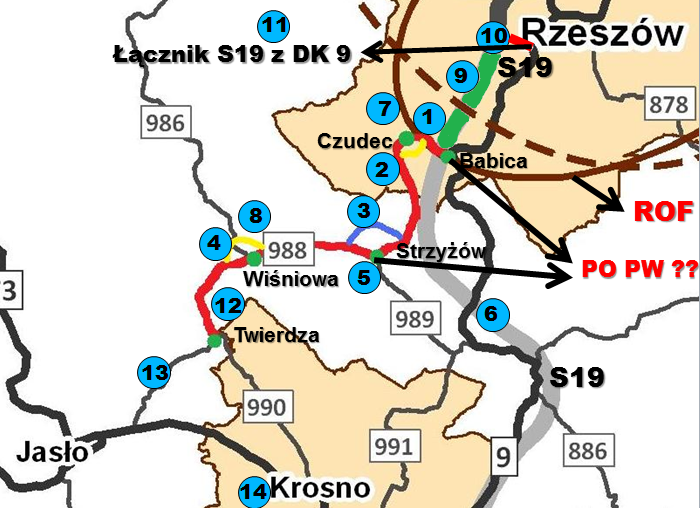 11
10
Rzeszów
Łącznik S19 z DK 9
S19
9
986
7
1
878
Czudec
Babica
2
ROF
8
3
4
988
Strzyżów
PO PW ??
5
Wiśniowa
73
12
6
989
Twierdza
13
S19
990
991
9
886
Jasło
14
Krosno